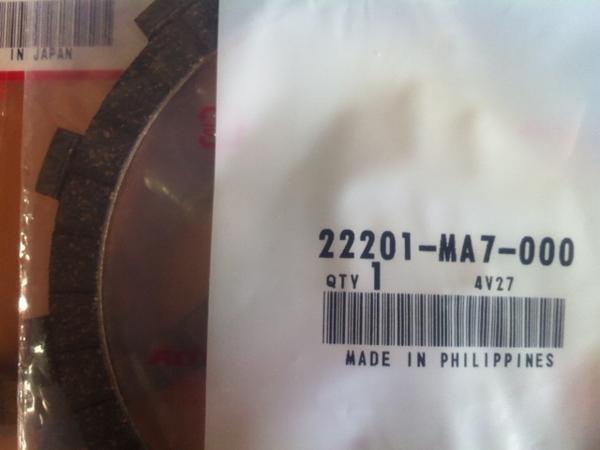 IN JAPAN
22201-MA7-000
QTY 1 4V27
MADE IN PHILIPPINES